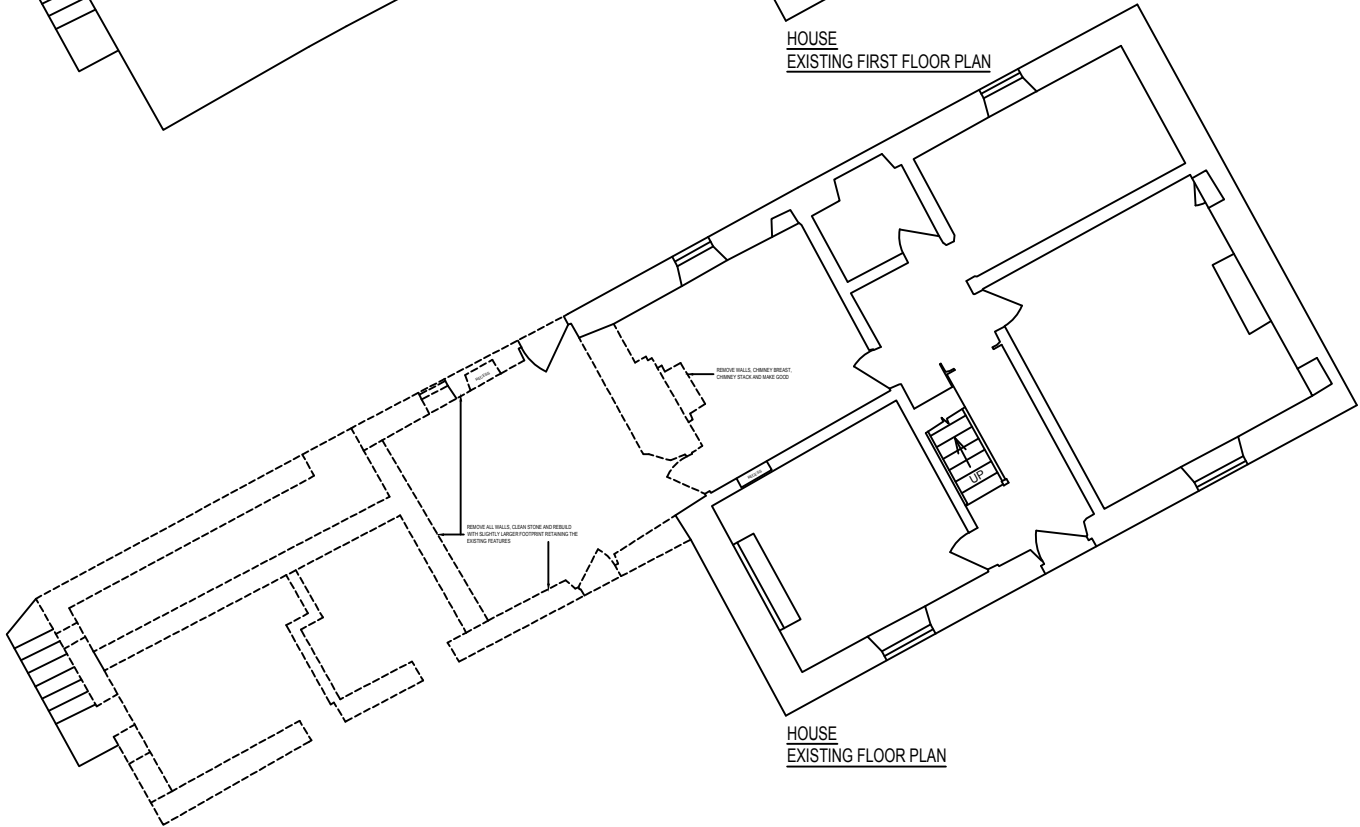 HOUSE
EXISTING FIRST FLOOR PLAN
REMOVE WALLS, CHIMNEY BREAST,
CHIMNEY STACK AND MAKE GOOD
UP
REMOVE ALL WALLS, CLEAN STONE AND REBUILD
WITH SLIGHTLY LARGER FOOTPRINT RETAINING THE
EXISTING FEATURES
HOUSE
EXISTING FLOOR PLAN